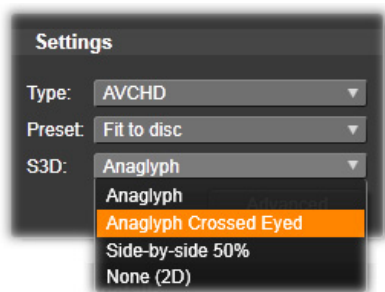 Settings
Type: AVCHD
Preset: Fit to disc
S3D: Anaglyph
Anaglyph
Advanced
Anaglyph Crossed Eyed
Side-by-side 50%
None (2D)